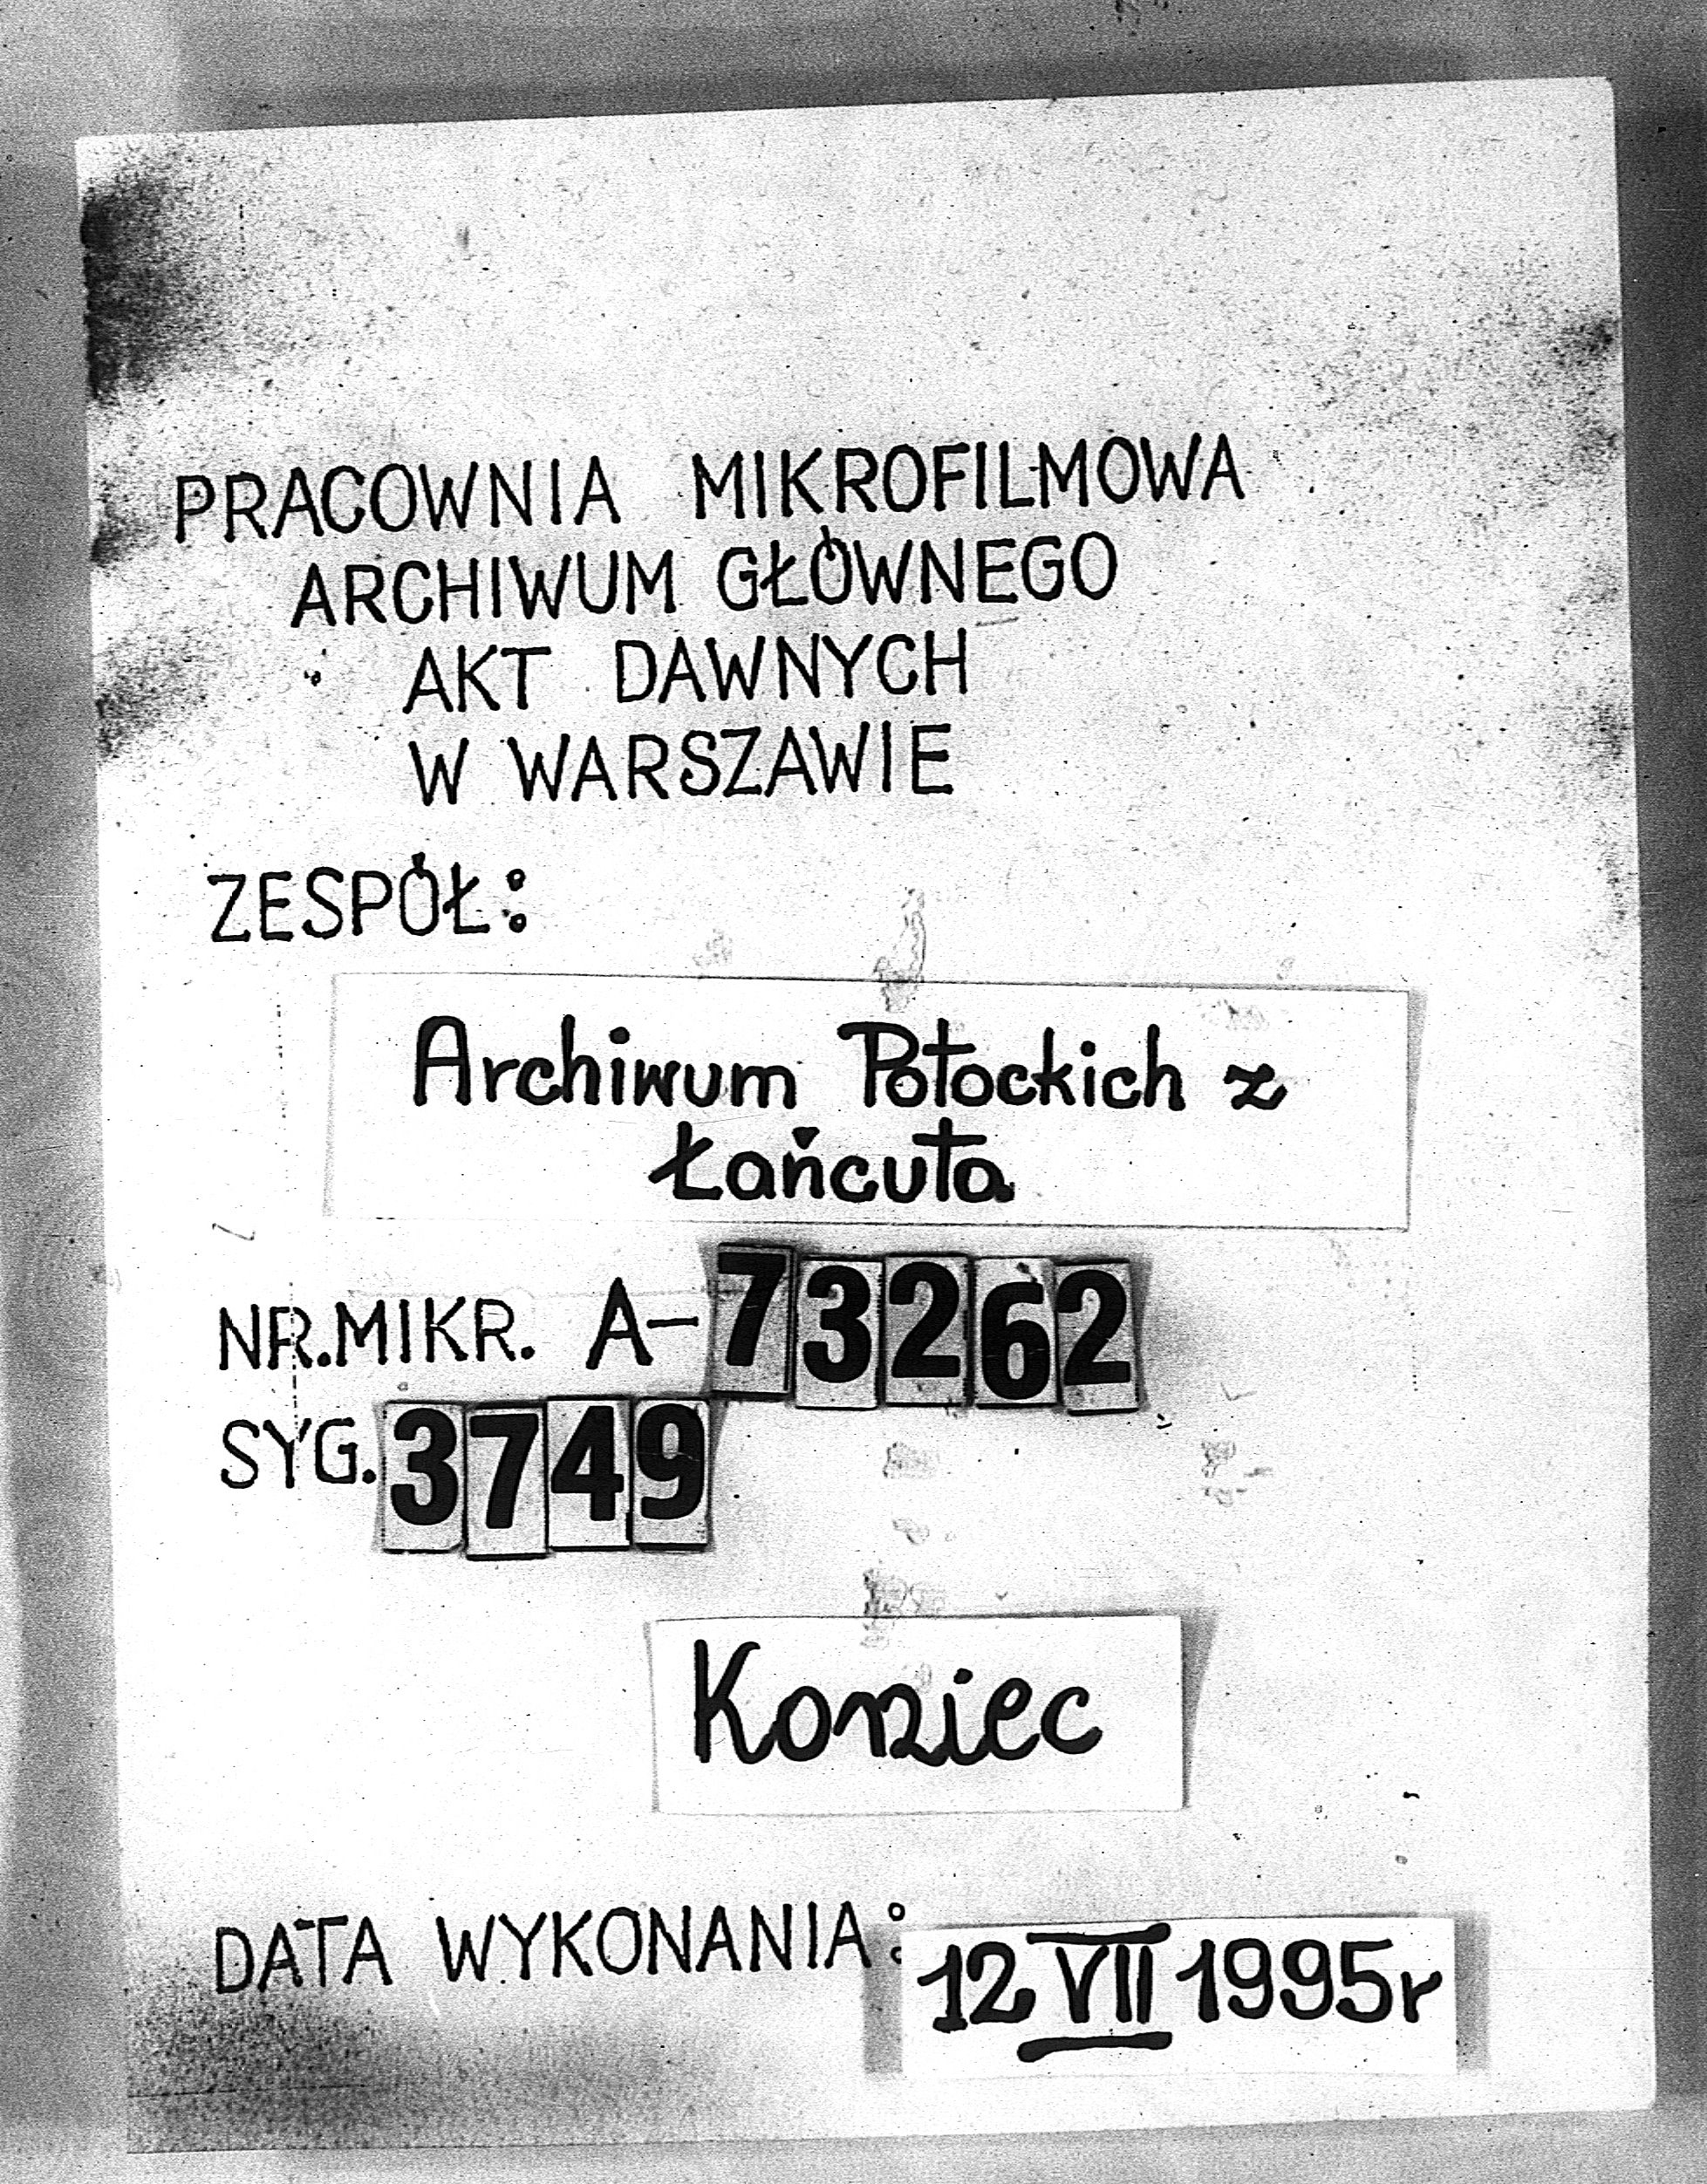 PRACOWNIA MIKROFILMOWA
ARCHIWUM GŁÓWNEGO
AKT DAWNYCH
W WARSZAWIE
ZESPÓŁ:
Archiwum Potockich z
Łańcuta
NR.MIKR. A-73262
SYG. 3749
Koniec
DATA WYKONANIA: 12 VII 1995r